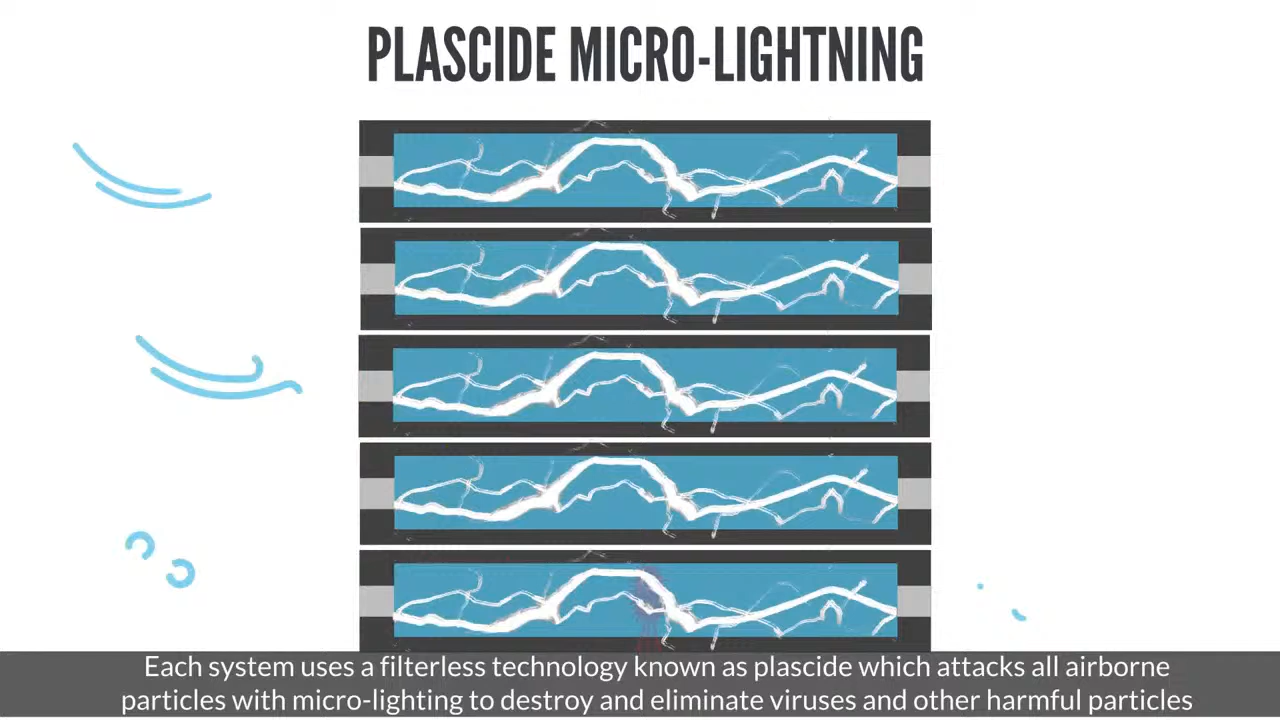 PLASCIDE MICRO-LIGHTNING
Each system uses a filterless technology known as plascide which attacks all airborne
particles with micro-lighting to destroy and eliminate viruses and other harmful particles